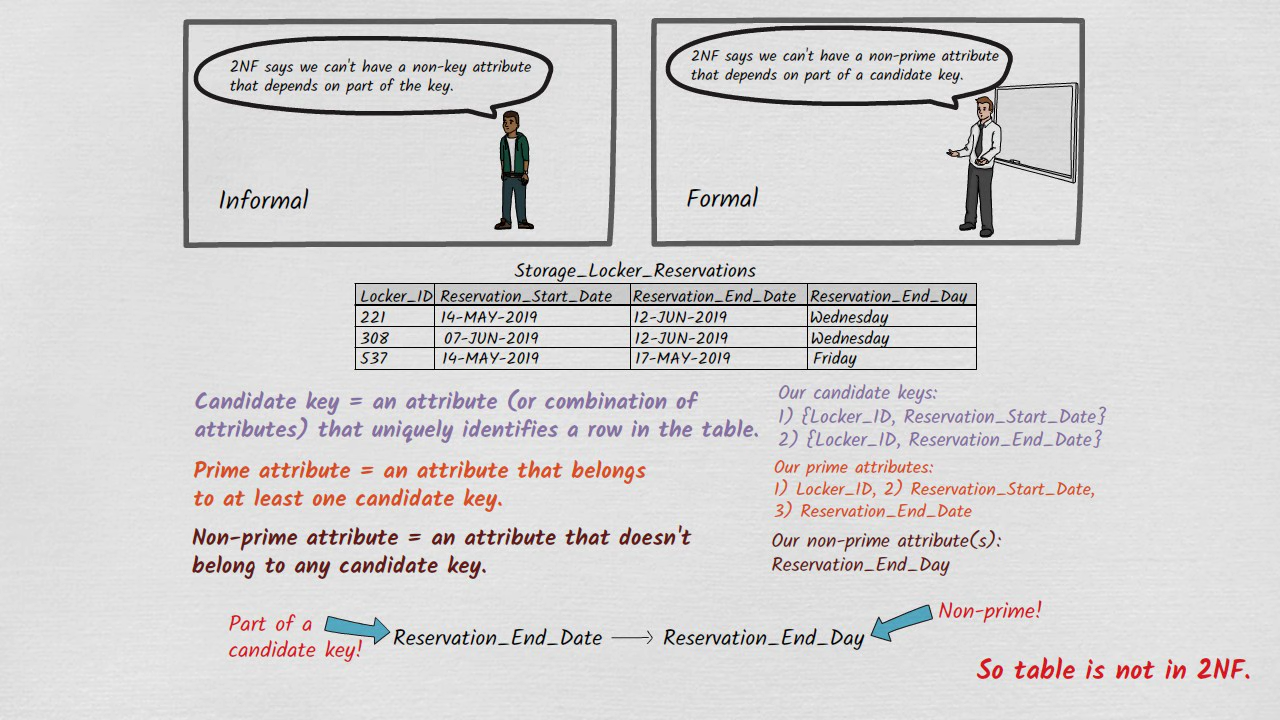 2NF says we can't have a non-key attribute
that depends on part of the key.
Informal
2NF says we can't have a non-prime attribute
that depends on part of a candidate key.
Formal
Storage_Locker_Reservations
Locker_ID Reservation_Start_Date Reservation_End_Date Reservation_End_Day
221 14-MAY-2019 12-JUN-2019 Wednesday
308 07-JUN-2019 12-JUN-2019 Wednesday
537 14-MAY-2019 17-MAY-2019 Friday
Candidate key = an attribute (or combination of
attributes) that uniquely identifies a row in the table.
Our candidate keys:
1) {Locker_ID, Reservation_Start_Date}
2) {Locker_ID, Reservation_End_Date}
Prime attribute = an attribute that belongs
to at least one candidate key.
Our prime attributes:
1) Locker_ID, 2) Reservation_Start_Date,
3) Reservation_End_Date
Non-prime attribute = an attribute that doesn't
belong to any candidate key.
Our non-prime attribute(s):
Reservation_End_Day
Part of a
candidate key!
Reservation_End_Date → Reservation_End_Day
Non-prime!
So table is not in 2NF.